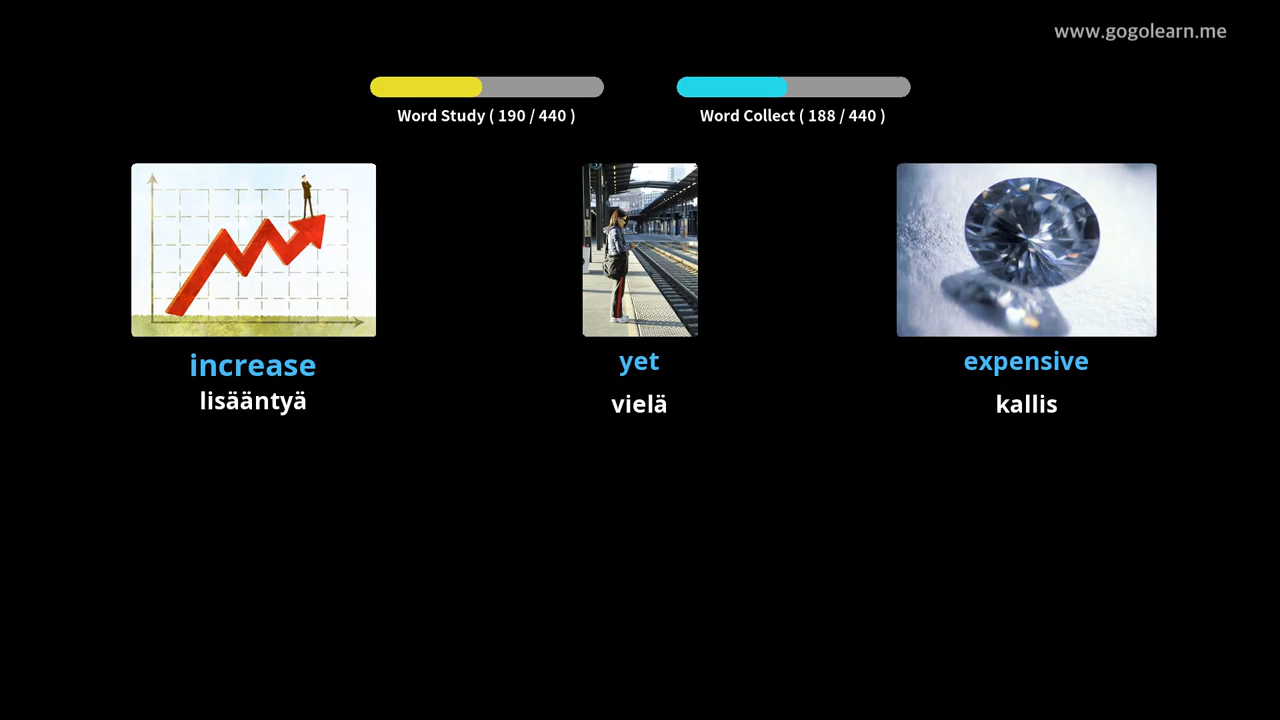 www.gogolearn.me
Word Study ( 190 / 440 )
Word Collect ( 188 / 440 )
increase
lisääntyä
yet
vielä
expensive
kallis